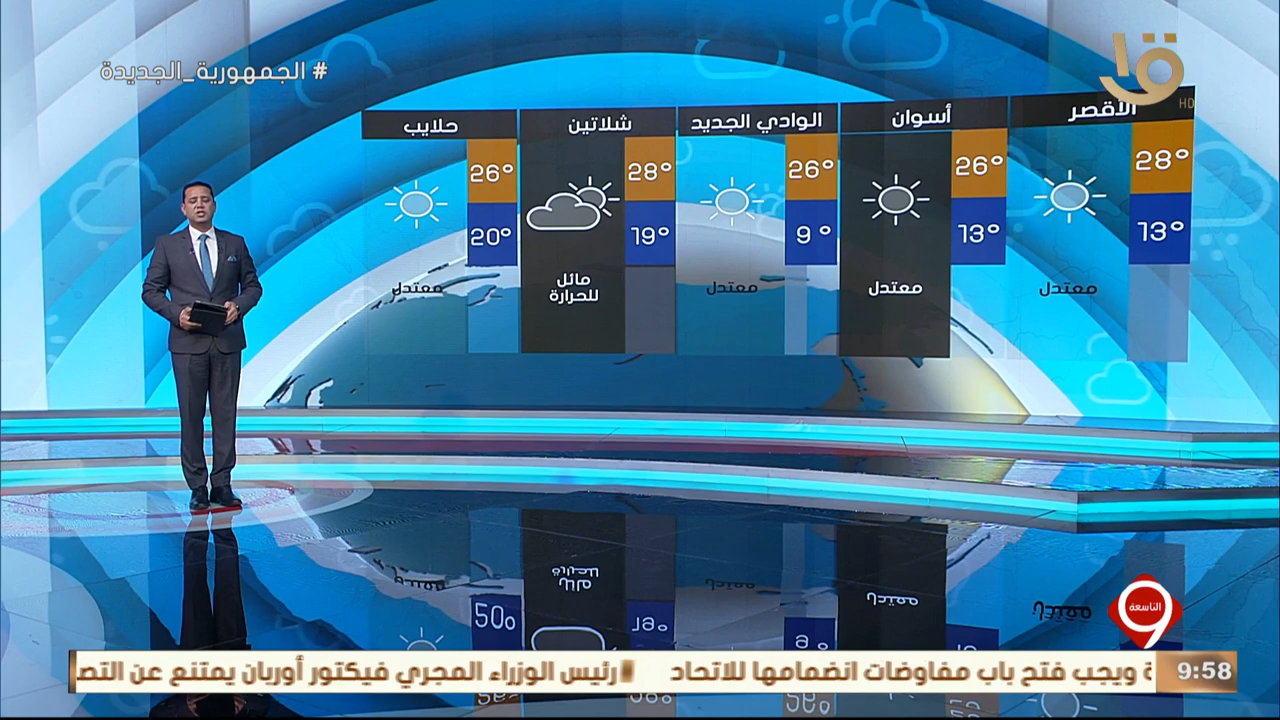 # الجمهورية_الجديدة
HD
الأقصر
28°
13°
معتدل
أسوان
26°
13°
معتدل
الوادي الجديد
26°
9°
معتدل
شلاتين
28°
19°
مائل
للحرارة
حلايب
26°
20°
معتدل
التاسعة
9
9:58
ويجب فتح باب مفاوضات انضمامها للاتحاد
رئيس الوزراء المجري فيكتور أوربان يمتنع عن التص